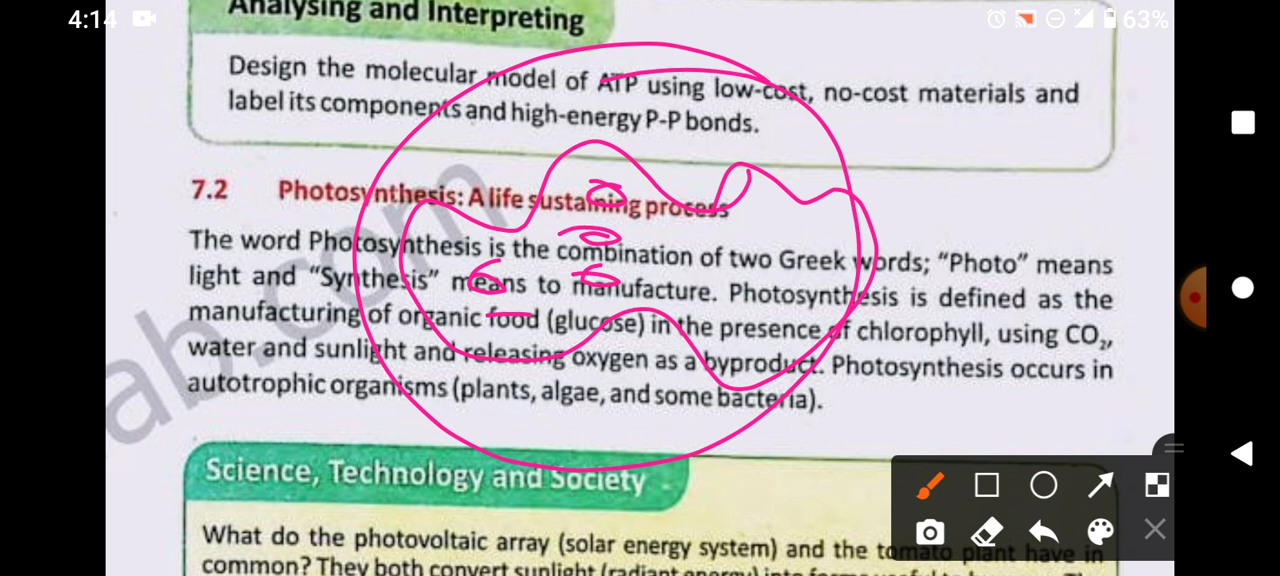 4:14
63%
Analysing and Interpreting
Design the molecular model of ATP using low-cost, no-cost materials and
label its components and high-energy P-P bonds.
7.2 Photosynthesis: A life sustaining process
The word Photosynthesis is the combination of two Greek words; “Photo” means
light and “Synthesis” means to manufacture. Photosynthesis is defined as the
manufacturing of organic food (glucose) in the presence of chlorophyll, using CO₂,
water and sunlight and releasing oxygen as a byproduct. Photosynthesis occurs in
autotrophic organisms (plants, algae, and some bacteria).
ab.com
Science, Technology and Society
What do the photovoltaic array (solar energy system) and the tomato plant have in
common? They both convert sunlight (radiant energy) into forms